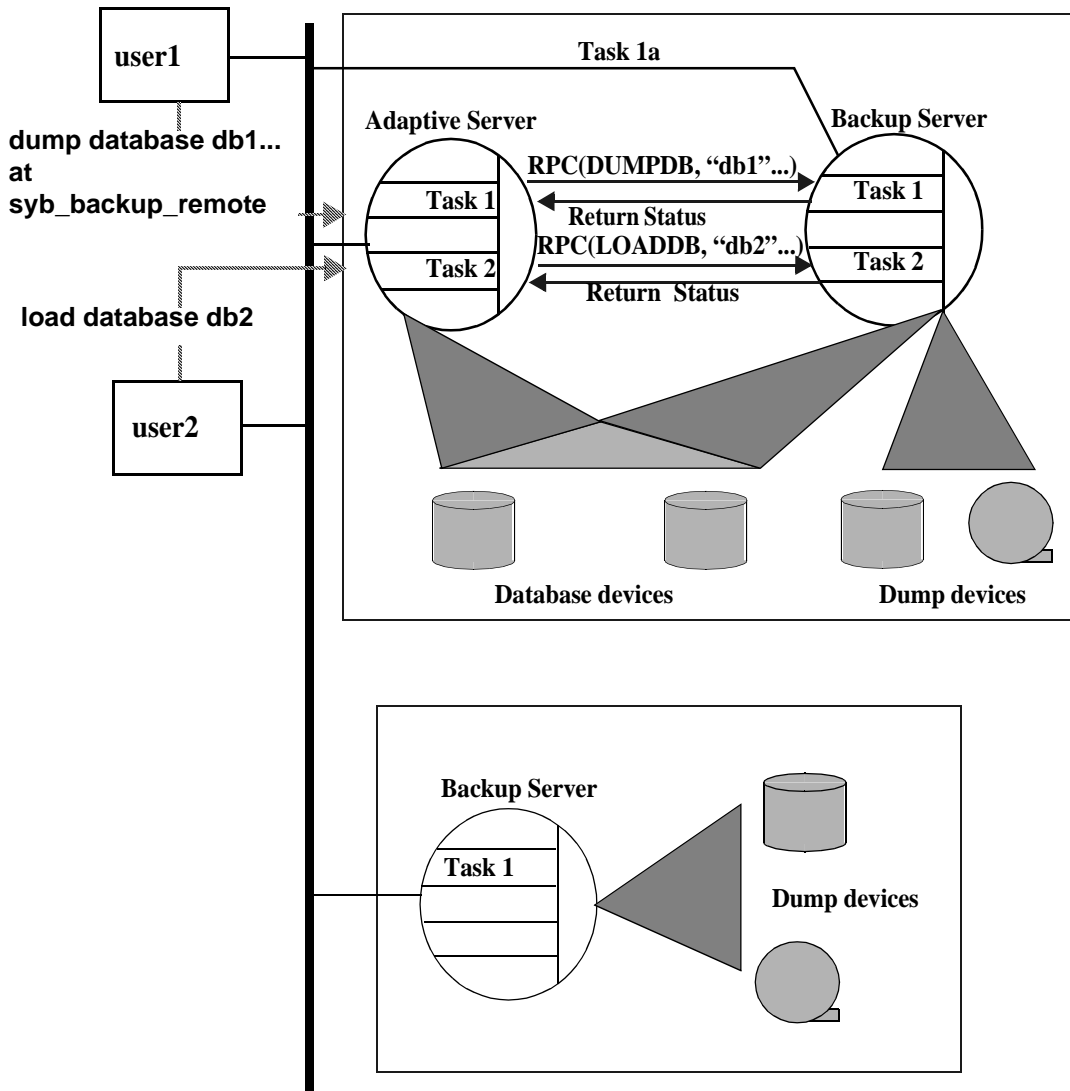 user1
Task 1a
dump database db1...
at
syb_backup_remote
Adaptive Server
Backup Server
RPC(DUMPDB, “db1”...)
Task 1
Task 1
Return Status
RPC(LOADDB, “db2”...)
Task 2
Task 2
Return Status
load database db2
user2
Database devices
Dump devices
Backup Server
Task 1
Dump devices